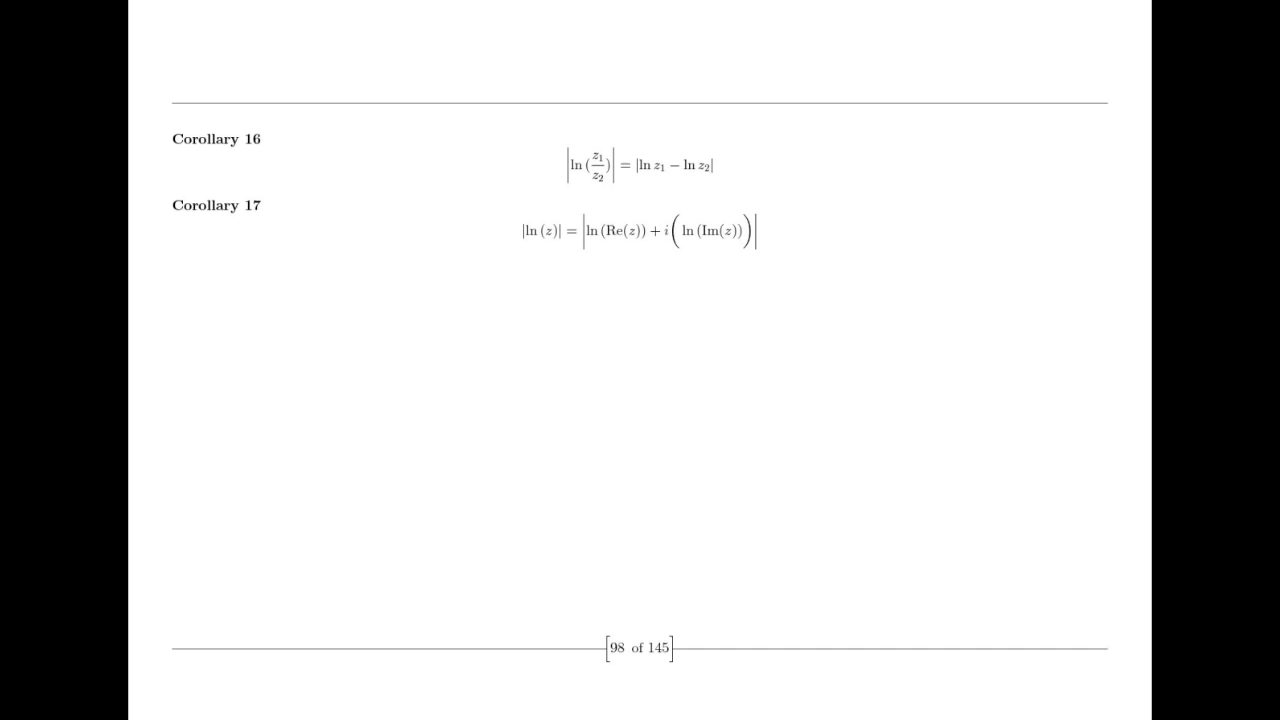 Corollary 16
|ln (z₁/z₂)| = |ln z₁ − ln z₂|
Corollary 17
|ln (z)| = |ln (Re(z)) + i(ln (Im(z)))|
[98 of 145]